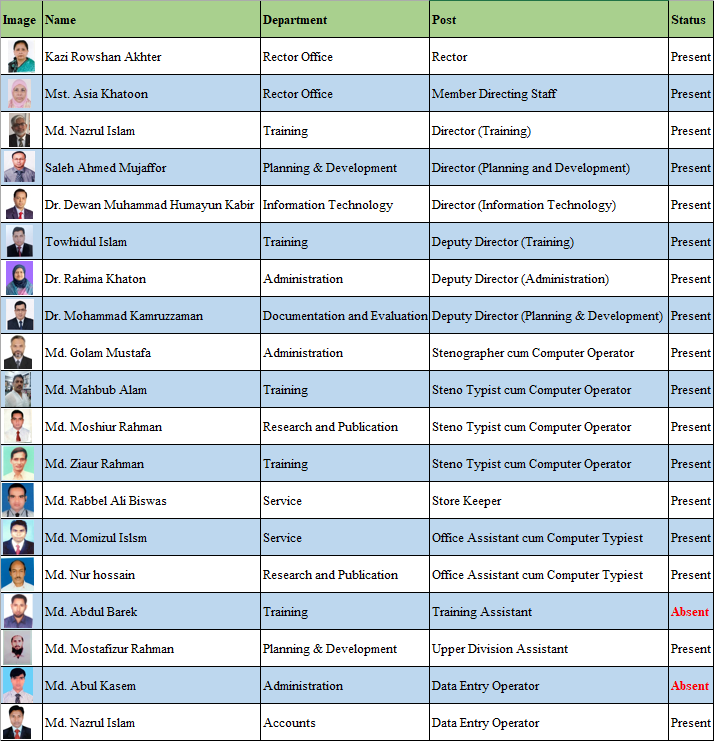 Image Name Department Post Status
Kazi Rowshan Akhter Rector Office Rector Present
Mst. Asia Khatoon Rector Office Member Directing Staff Present
Md. Nazrul Islam Training Director (Training) Present
Saleh Ahmed Mujaffor Planning & Development Director (Planning and Development) Present
Dr. Dewan Muhammad Humayun Kabir Information Technology Director (Information Technology) Present
Towhidul Islam Training Deputy Director (Training) Present
Dr. Rahima Khaton Administration Deputy Director (Administration) Present
Dr. Mohammad Kamruzzaman Documentation and Evaluation Deputy Director (Planning & Development) Present
Md. Golam Mustafa Administration Stenographer cum Computer Operator Present
Md. Mahbub Alam Training Steno Typist cum Computer Operator Present
Md. Moshiur Rahman Research and Publication Steno Typist cum Computer Operator Present
Md. Ziaur Rahman Training Steno Typist cum Computer Operator Present
Md. Rabbel Ali Biswas Service Store Keeper Present
Md. Momizul Islsm Service Office Assistant cum Computer Typiest Present
Md. Nur hossain Research and Publication Office Assistant cum Computer Typiest Present
Md. Abdul Barek Training Training Assistant Absent
Md. Mostafizur Rahman Planning & Development Upper Division Assistant Present
Md. Abul Kasem Administration Data Entry Operator Absent
Md. Nazrul Islam Accounts Data Entry Operator Present